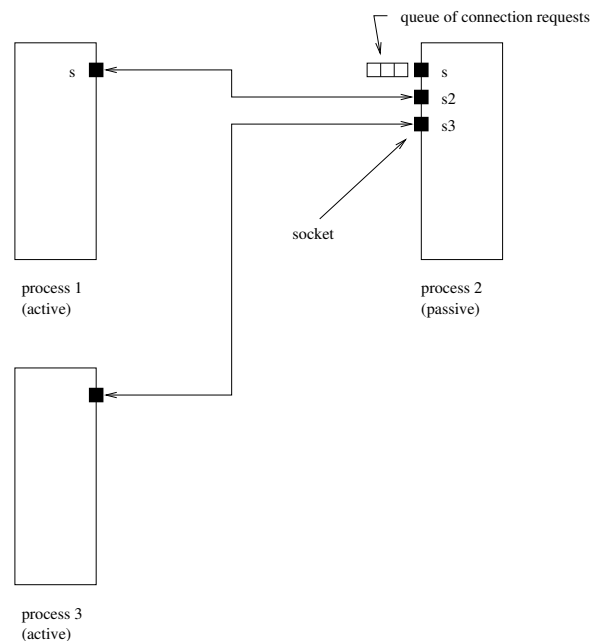 queue of connection requests
s
s
s2
s3
socket
process 1
(active)
process 2
(passive)
process 3
(active)